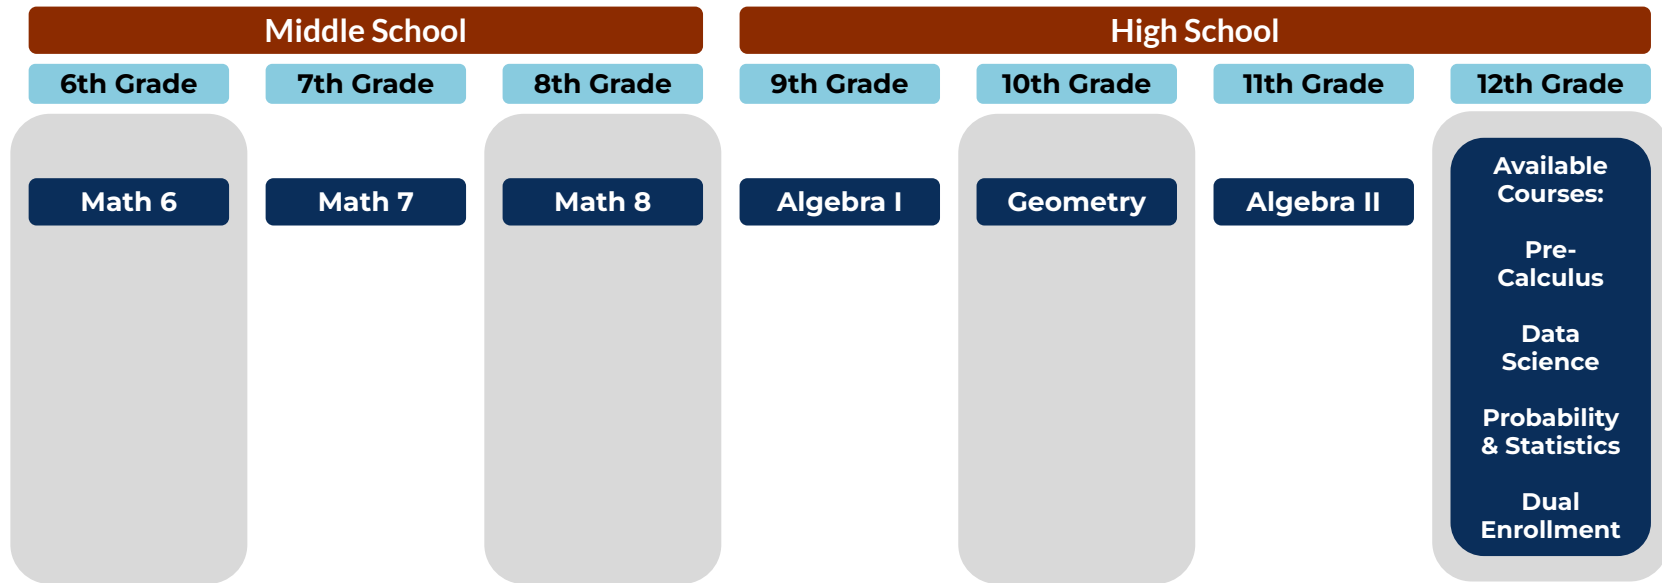 Middle School
High School
6th Grade
7th Grade
8th Grade
9th Grade
10th Grade
11th Grade
12th Grade
Math 6
Math 7
Math 8
Algebra I
Geometry
Algebra II
Available
Courses:
Pre-
Calculus
Data
Science
Probability
& Statistics
Dual
Enrollment